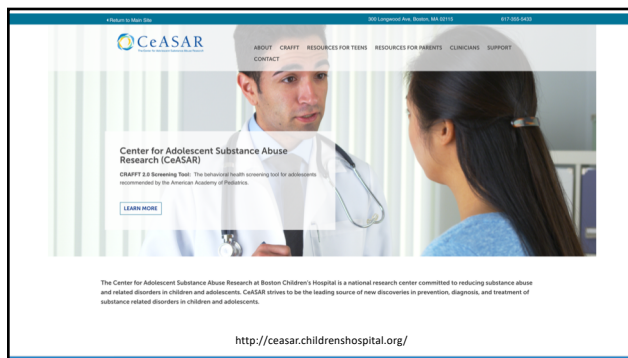 Return to Main Site
300 Longwood Ave, Boston, MA 02115
617-355-5433
CeASAR
ABOUT CRAFFT RESOURCES FOR TEENS RESOURCES FOR PARENTS CLINICIANS SUPPORT
CONTACT
Center for Adolescent Substance Abuse
Research (CeASAR)
CRAFFT 2.0 Screening Tool: The behavioral health screening tool for adolescents
recommended by the American Academy of Pediatrics.
LEARN MORE
The Center for Adolescent Substance Abuse Research at Boston Children's Hospital is a national research center committed to reducing substance abuse
and related disorders in children and adolescents. CeASAR strives to be the leading source of new discoveries in prevention, diagnosis, and treatment of
substance related disorders in children and adolescents.
http://ceasar.childrenshospital.org/